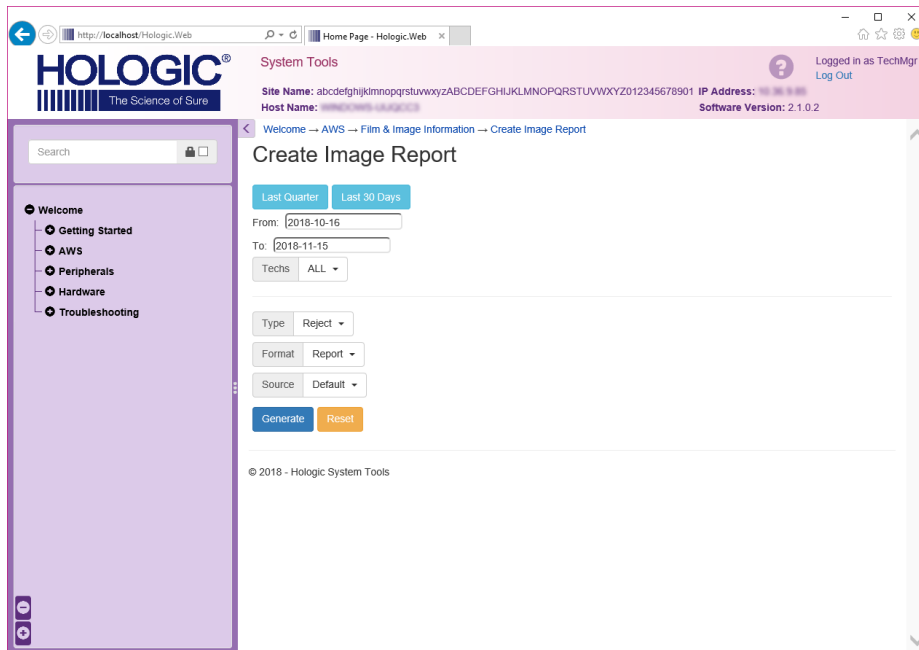 http://localhost/Hologic.Web
Home Page - Hologic.Web
HOLOGIC®
The Science of Sure
System Tools
Logged in as TechMgr
Log Out
Site Name: abcdefghijklmnopqrstuvwxyzABCDEFGHIJKLMNOPQRSTUVWXYZ012345678901 IP Address:
Host Name:
Software Version: 2.1.0.2
Search
Welcome → AWS → Film & Image Information → Create Image Report
Create Image Report
Welcome
Getting Started
AWS
Peripherals
Hardware
Troubleshooting
Last Quarter Last 30 Days
From: 2018-10-16
To: 2018-11-15
Techs ALL
Type Reject
Format Report
Source Default
Generate Reset
© 2018 - Hologic System Tools